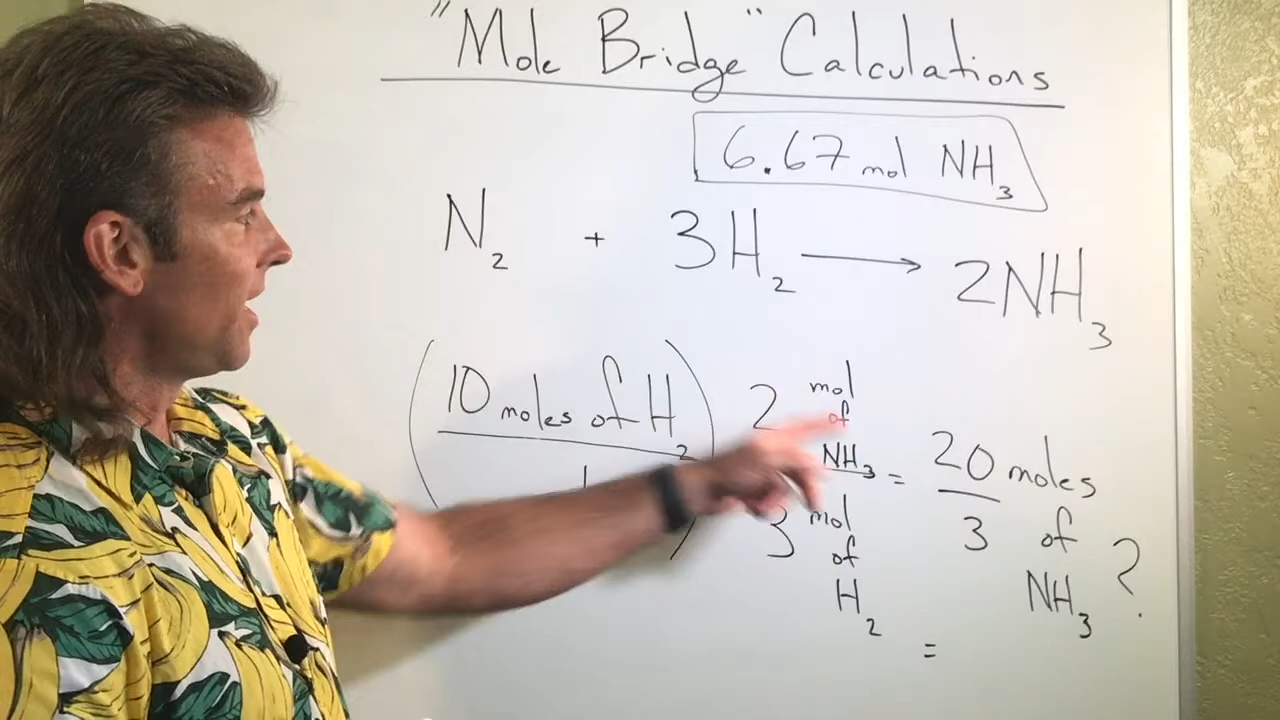 "Mole Bridge" Calculations
6.67 mol NH₃
N₂ + 3H₂ → 2NH₃
(10 moles of H₂ / 1) 2 mol of NH₃ / 3 mol of H₂ = 20/3 moles of NH₃ ?
=